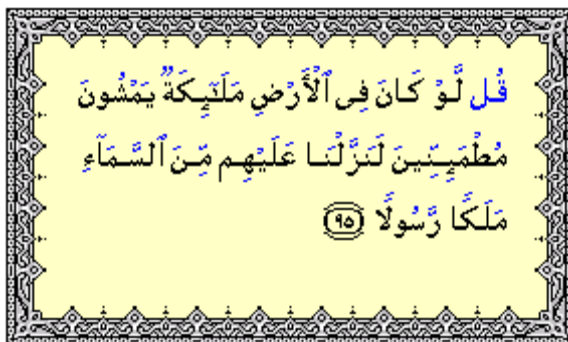 قُل لَّوْ كَانَ فِى ٱلْأَرْضِ مَلَـٰٓئِكَةٌ يَمْشُونَ
مُطْمَئِنِّينَ لَنَزَّلْنَا عَلَيْهِم مِّنَ ٱلسَّمَآءِ
مَلَكًا رَّسُولًا ﴿٩٥﴾